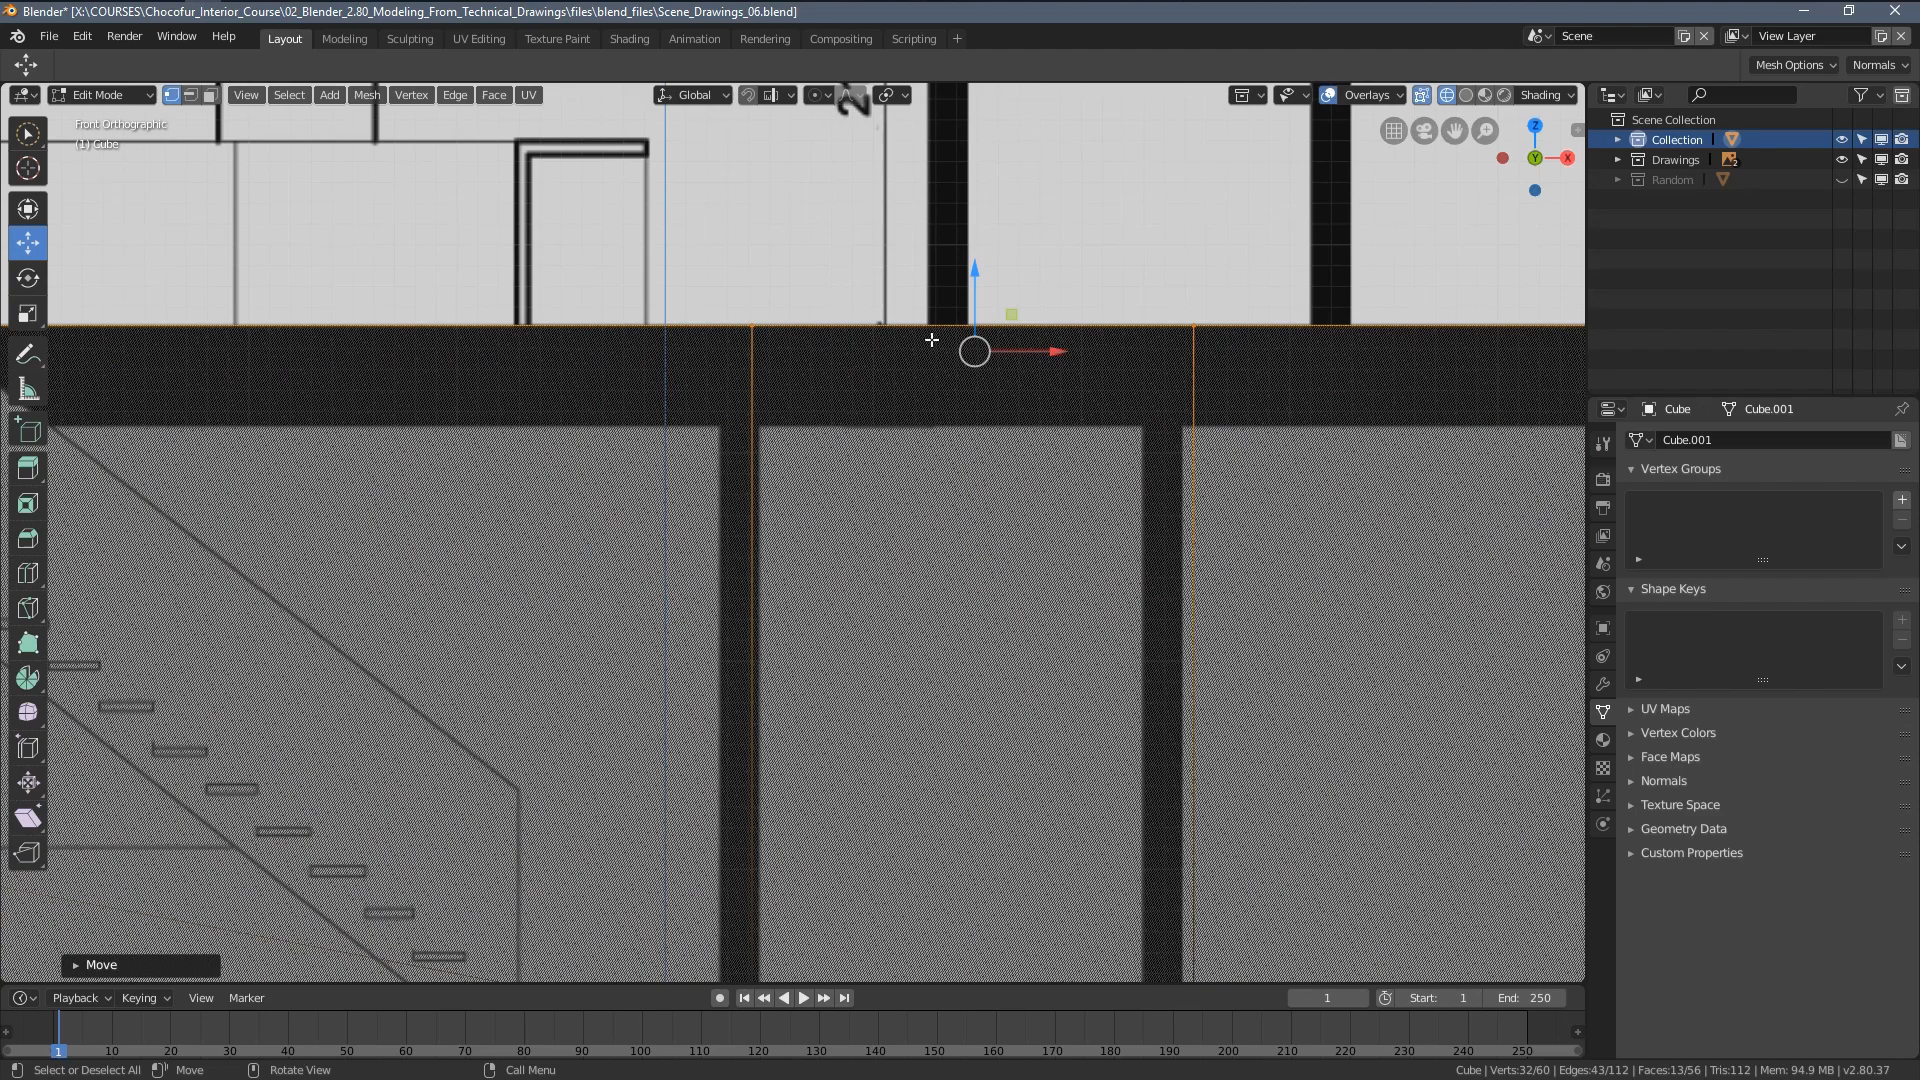 Blender* [X:\COURSES\Chocofur_Interior_Course\02_Blender_2.80_Modeling_From_Technical_Drawings\files\blend_files\Scene_Drawings_06.blend]
File Edit Render Window Help Layout Modeling Sculpting UV Editing Texture Paint Shading Animation Rendering Compositing Scripting + Scene View Layer
Mesh Options Normals
Edit Mode View Select Add Mesh Vertex Edge Face UV Global Overlays Shading
2
Front Orthographic
(1) Cube
Z
Y
X
Scene Collection
Collection
Drawings 2
Random
Cube Cube.001
Cube.001
Vertex Groups
Shape Keys
UV Maps
Vertex Colors
Face Maps
Normals
Texture Space
Geometry Data
Custom Properties
Move
Playback Keying View Marker 1 Start: 1 End: 250
1 10 20 30 40 50 60 70 80 90 100 110 120 130 140 150 160 170 180 190 200 210 220 230 240 250
Select or Deselect All Move Rotate View Call Menu Cube | Verts:32/60 | Edges:43/112 | Faces:13/56 | Tris:112 | Mem: 94.9 MB | v2.80.37